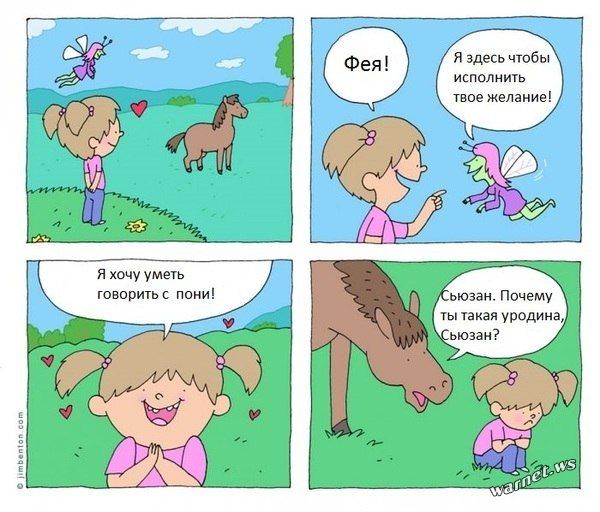 Фея!
Я здесь чтобы
исполнить
твое желание!
Я хочу уметь
говорить с пони!
Сьюзан. Почему
ты такая уродина,
Сьюзан?
© jimbenton.com
warnet.ws